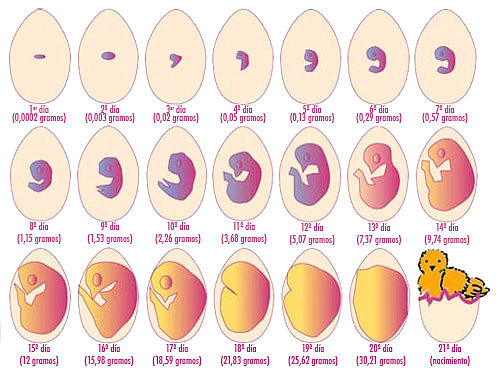 1er día 2º día 3er día 4º día 5º día 6º día 7º día
(0,0002 gramos) (0,003 gramos) (0,02 gramos) (0,05 gramos) (0,13 gramos) (0,29 gramos) (0,57 gramos)
8º día 9º día 10º día 11º día 12º día 13º día 14º día
(1,15 gramos) (1,53 gramos) (2,26 gramos) (3,68 gramos) (5,07 gramos) (7,37 gramos) (9,74 gramos)
15º día 16º día 17º día 18º día 19º día 20º día 21º día
(12 gramos) (15,98 gramos) (18,59 gramos) (21,83 gramos) (25,62 gramos) (30,21 gramos) (nacimiento)